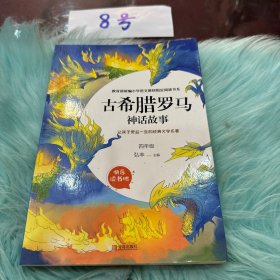 8号
教育部统编小学语文教材指定阅读书系
古希腊罗马
神话故事
让孩子受益一生的经典文学名著
四年级
弘丰 主编
快乐
读书吧